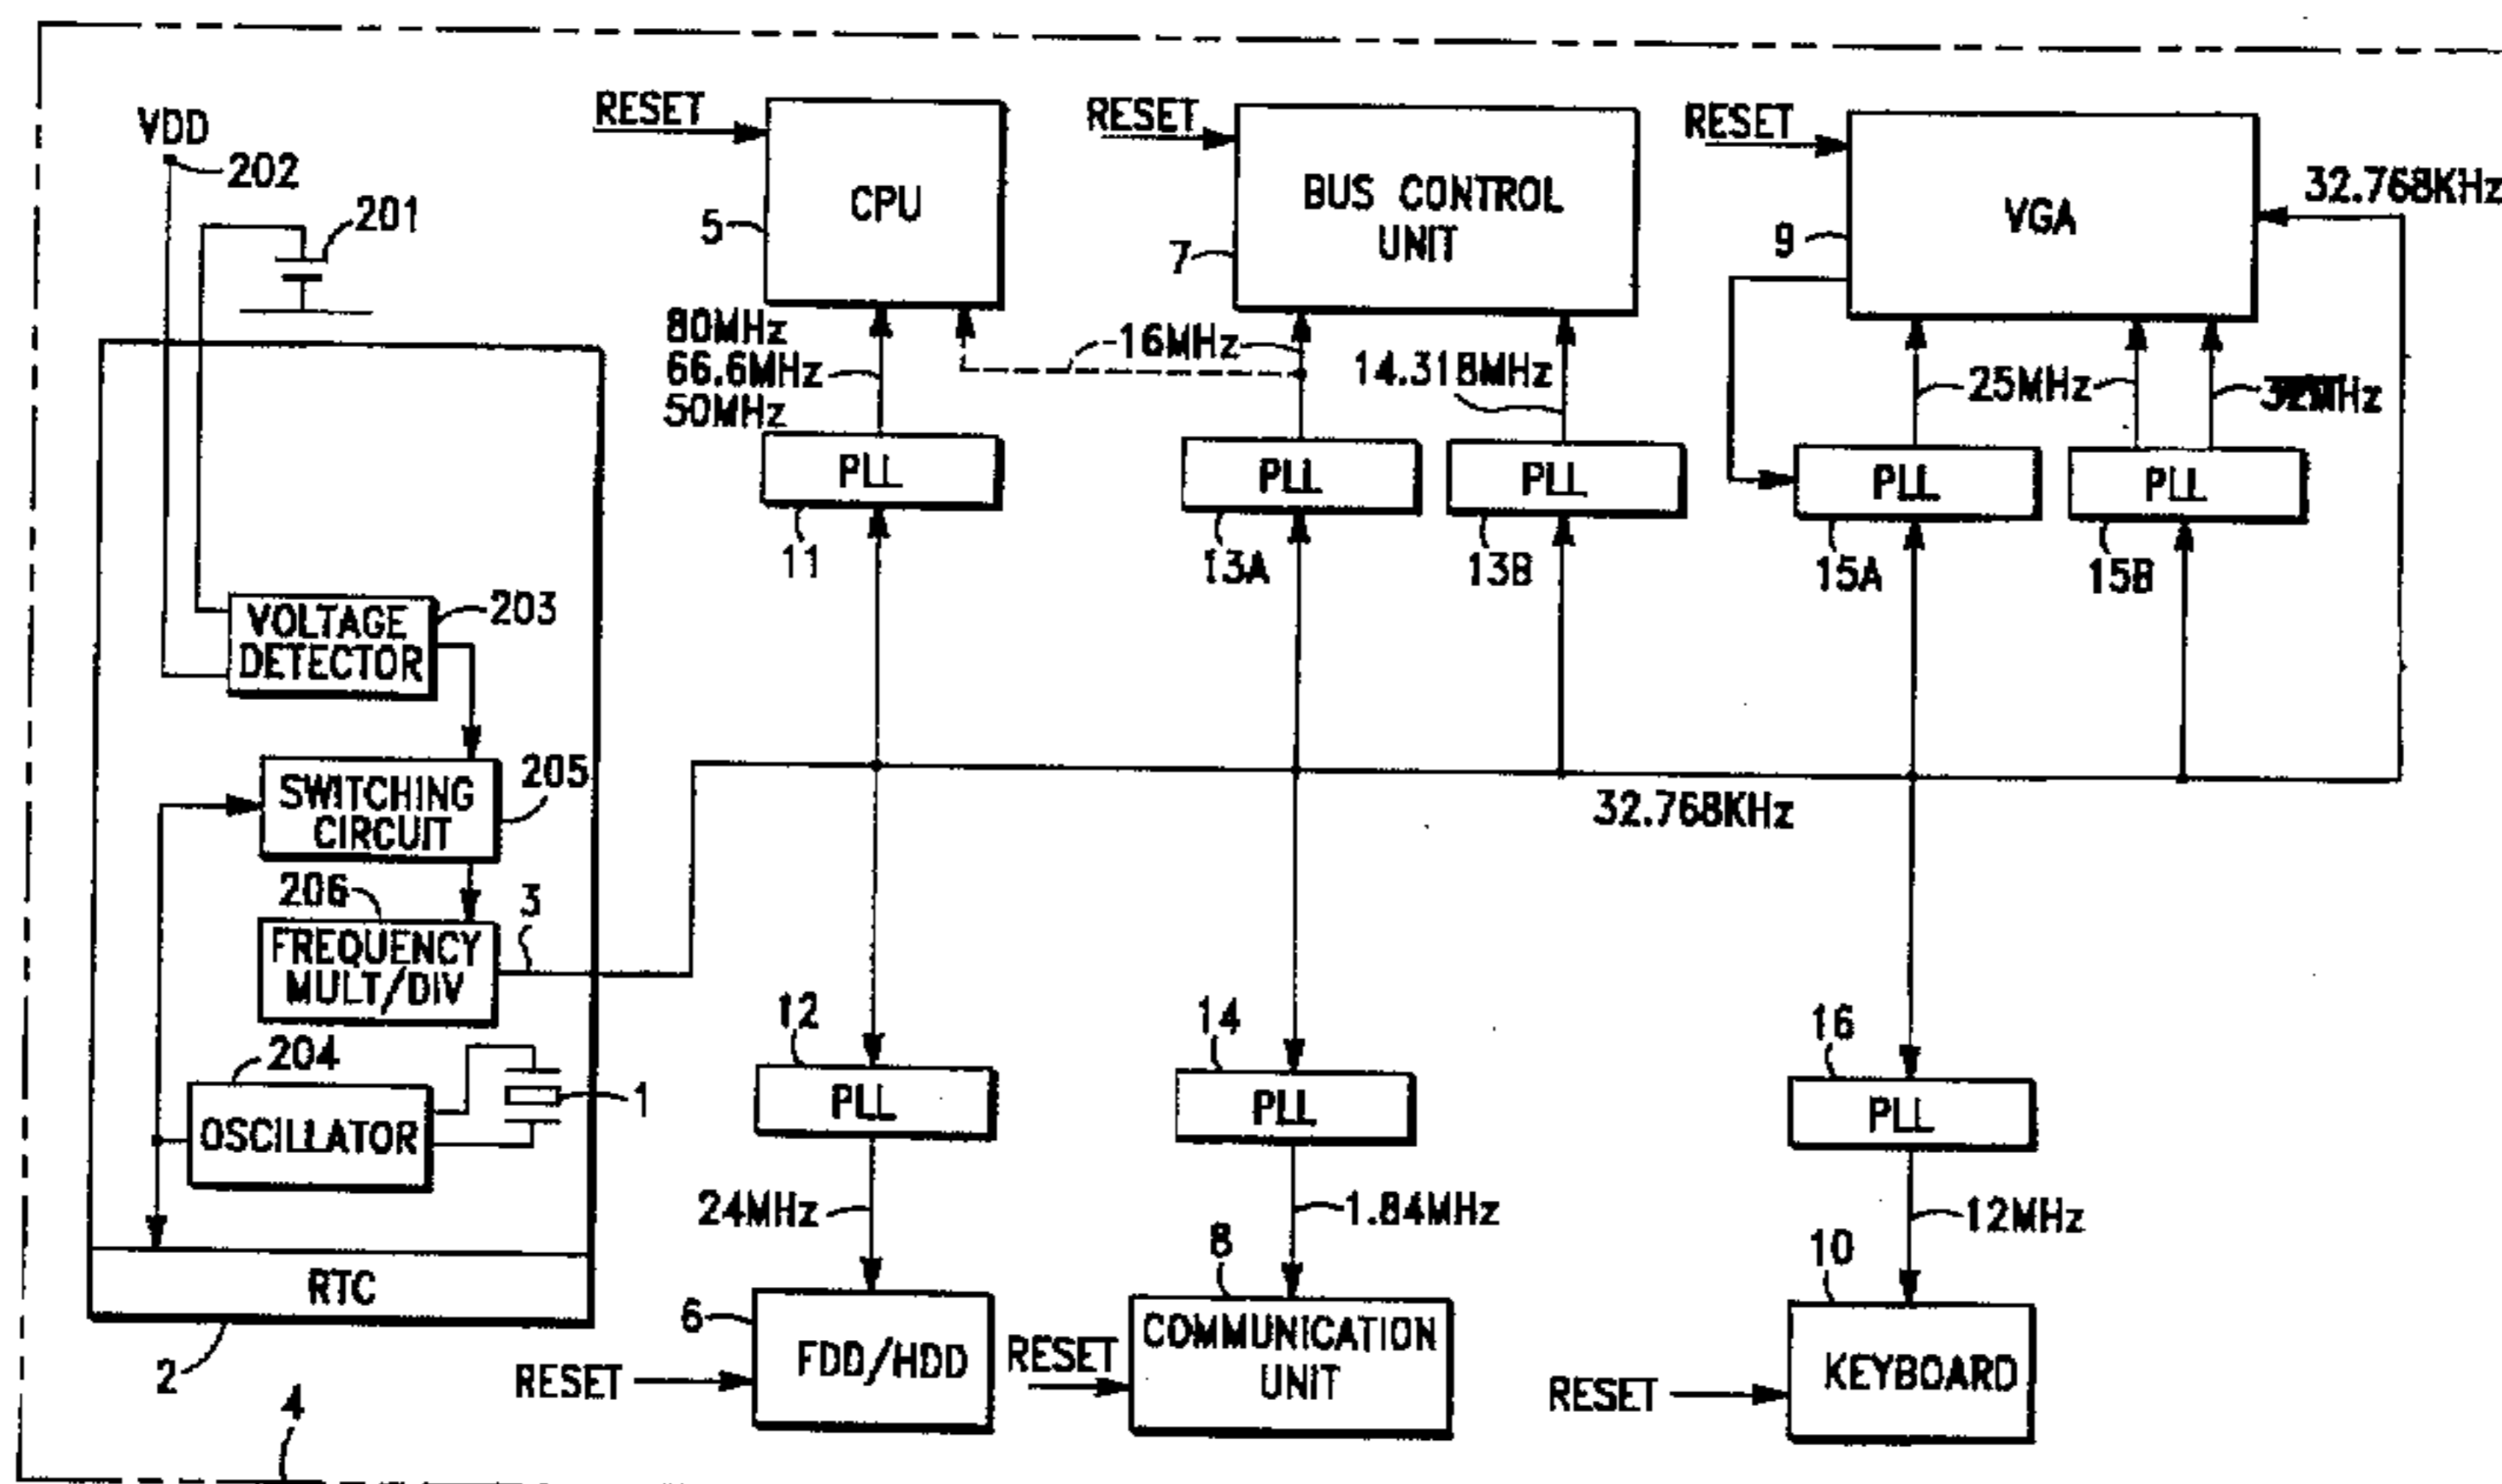 VDD
202
201
RESET
CPU
5
RESET
BUS CONTROL
UNIT
7
RESET
VGA
9
32.768KHz
80MHz
66.6MHz
50MHz
16MHz
14.318MHz
25MHz
PLL
11
PLL
13A
PLL
13B
PLL
15A
PLL
15B
VOLTAGE
DETECTOR
203
SWITCHING
CIRCUIT
205
32.768KHz
206
FREQUENCY
MULT/DIV
3
204
OSCILLATOR
1
12
PLL
14
PLL
16
PLL
24MHz
1.84MHz
12MHz
RTC
2
4
6
FDD/HDD
RESET
8
COMMUNICATION
UNIT
RESET
10
KEYBOARD
RESET